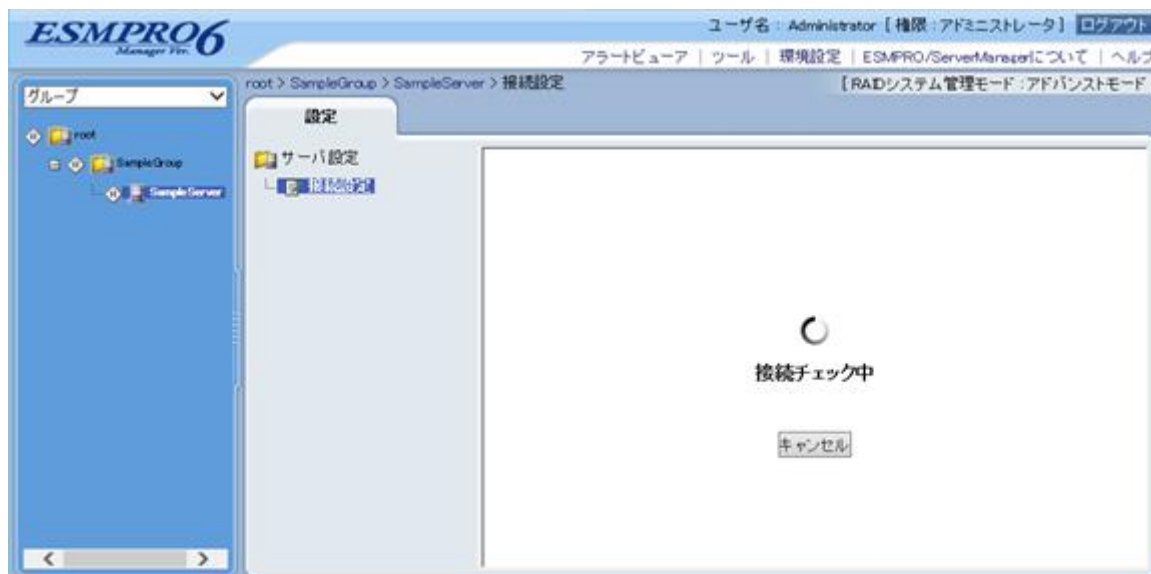 ESMPRO6
Manager Ver.
ユーザ名 : Administrator [ 権限 : アドミニストレータ ] ログアウト
アラートビューア | ツール | 環境設定 | ESMPRO/ServerManagerについて | ヘルプ
グループ
root > SampleGroup > SampleServer > 接続設定
[ RAIDシステム管理モード : アドバンストモード
root
SampleGroup
SampleServer
設定
サーバ設定
接続設定
接続チェック中
キャンセル